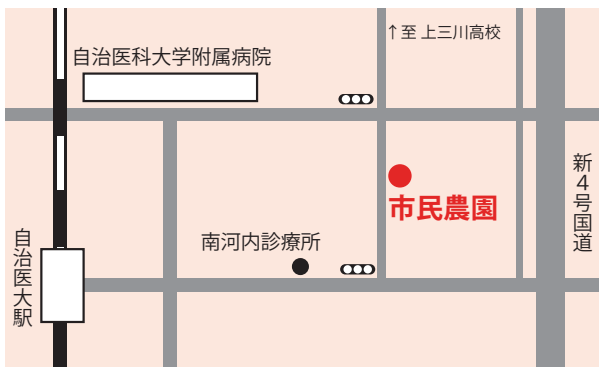 ↑至 上三川高校
自治医科大学附属病院
市民農園
新4号国道
南河内診療所
自治医大駅